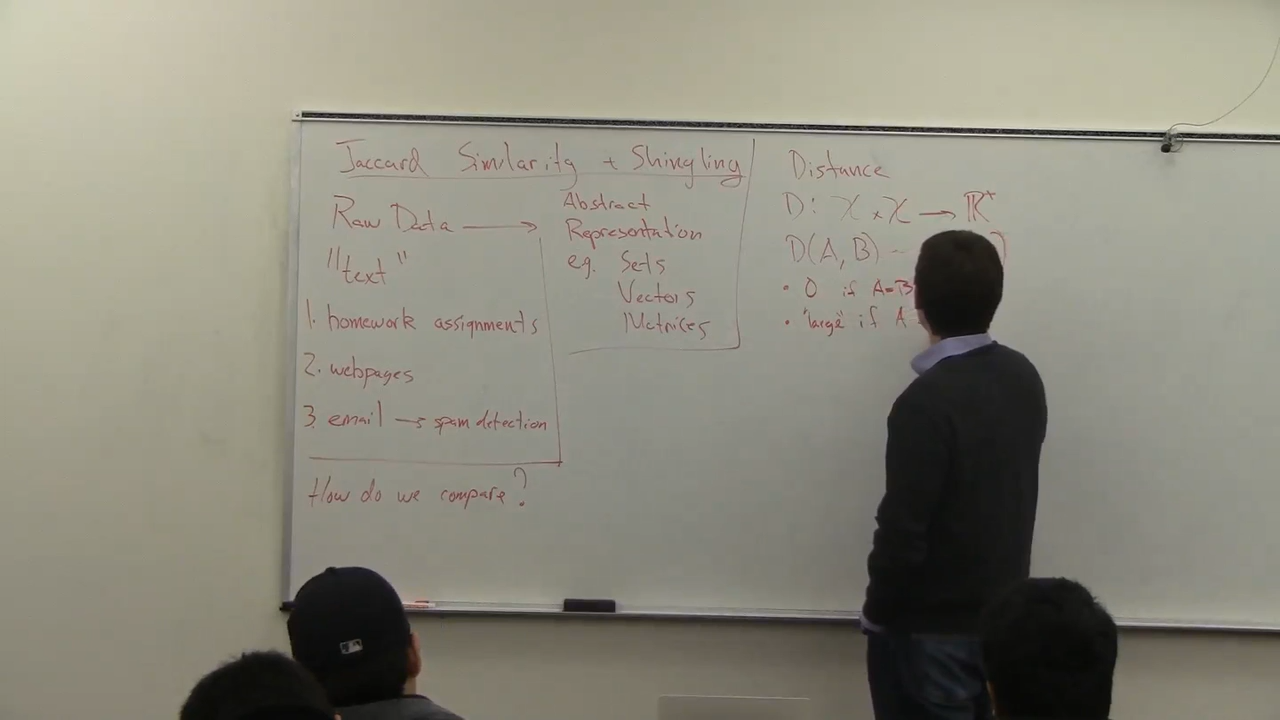 Jaccard Similarity + Shingling
Raw Data →
"text"
1. homework assignments
2. webpages
3. email → spam detection
How do we compare?
Abstract
Representation
eg. Sets
Vectors
Matrices
Distance
D: X × X → ℝ⁺
D(A, B)
• 0 if A=B
• "large" if A